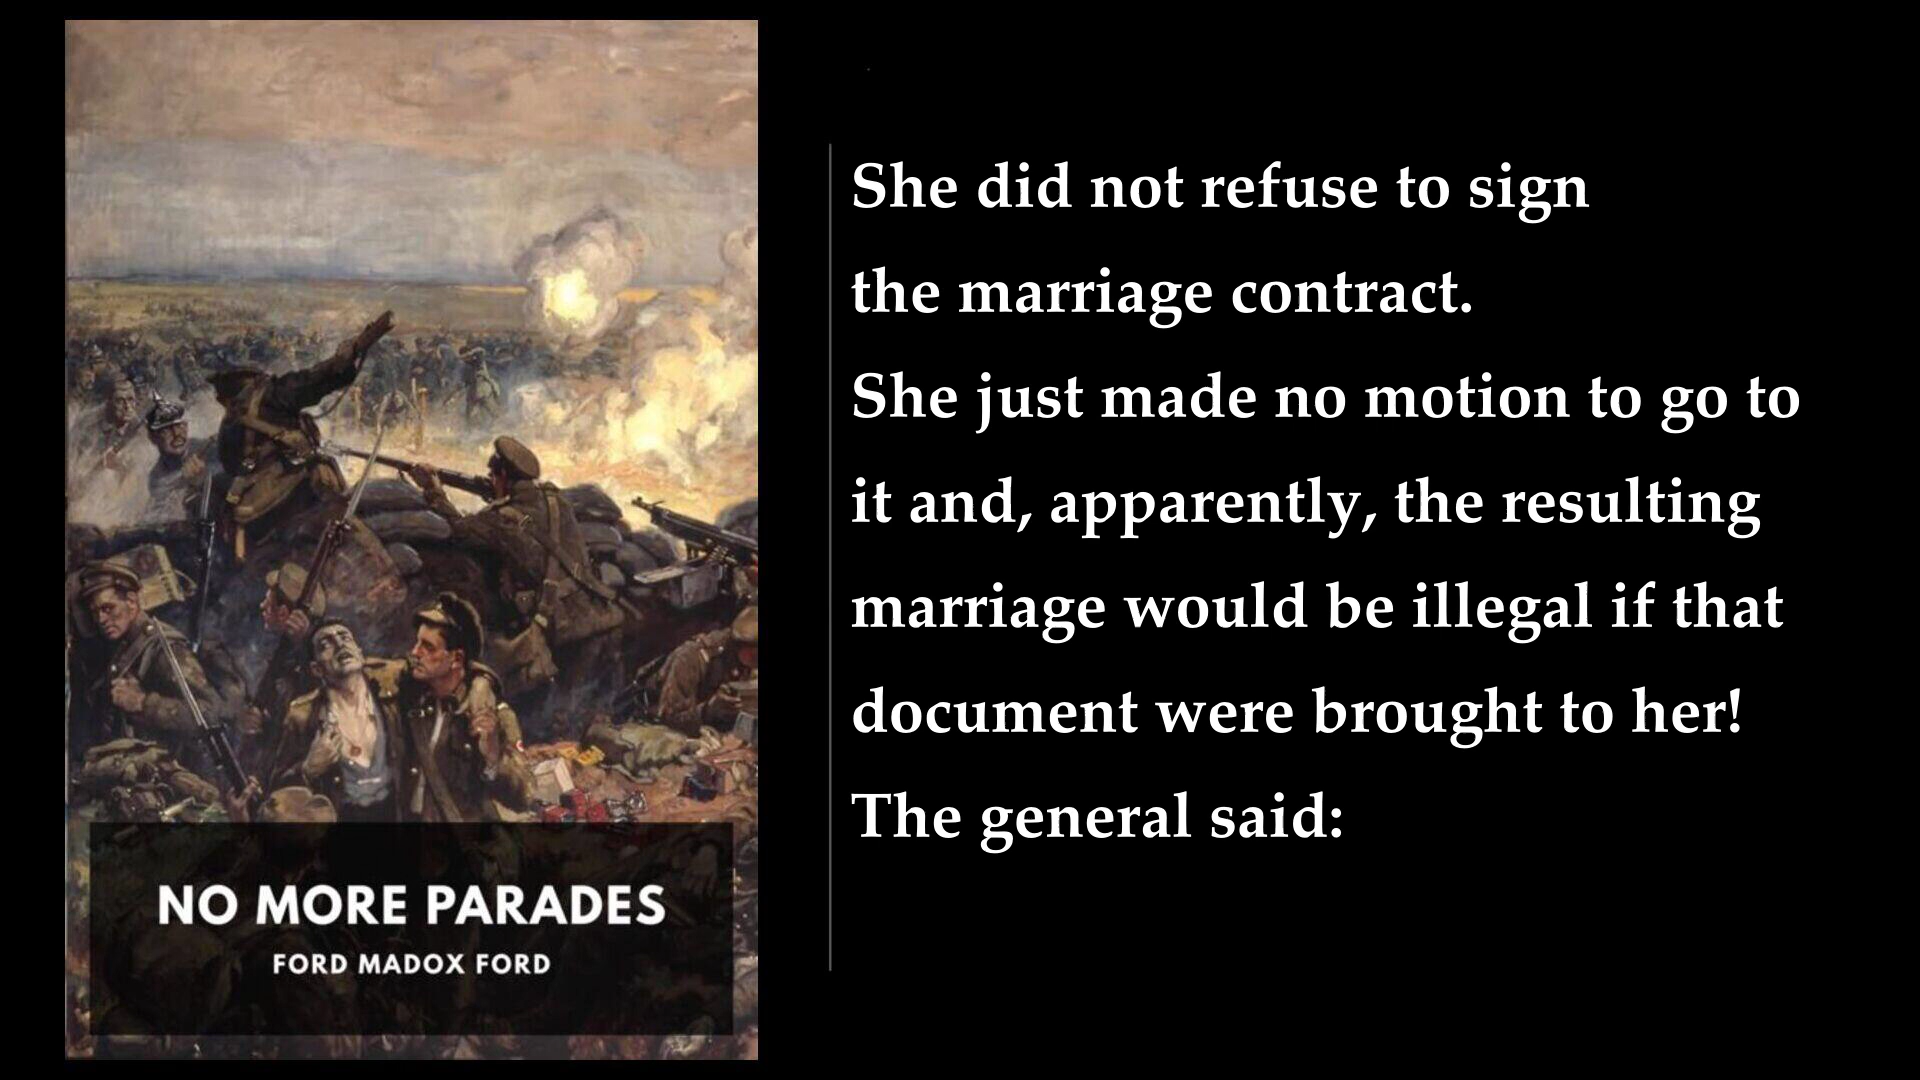 She did not refuse to sign
the marriage contract.
She just made no motion to go to
it and, apparently, the resulting
marriage would be illegal if that
document were brought to her!
The general said:
NO MORE PARADES
FORD MADOX FORD